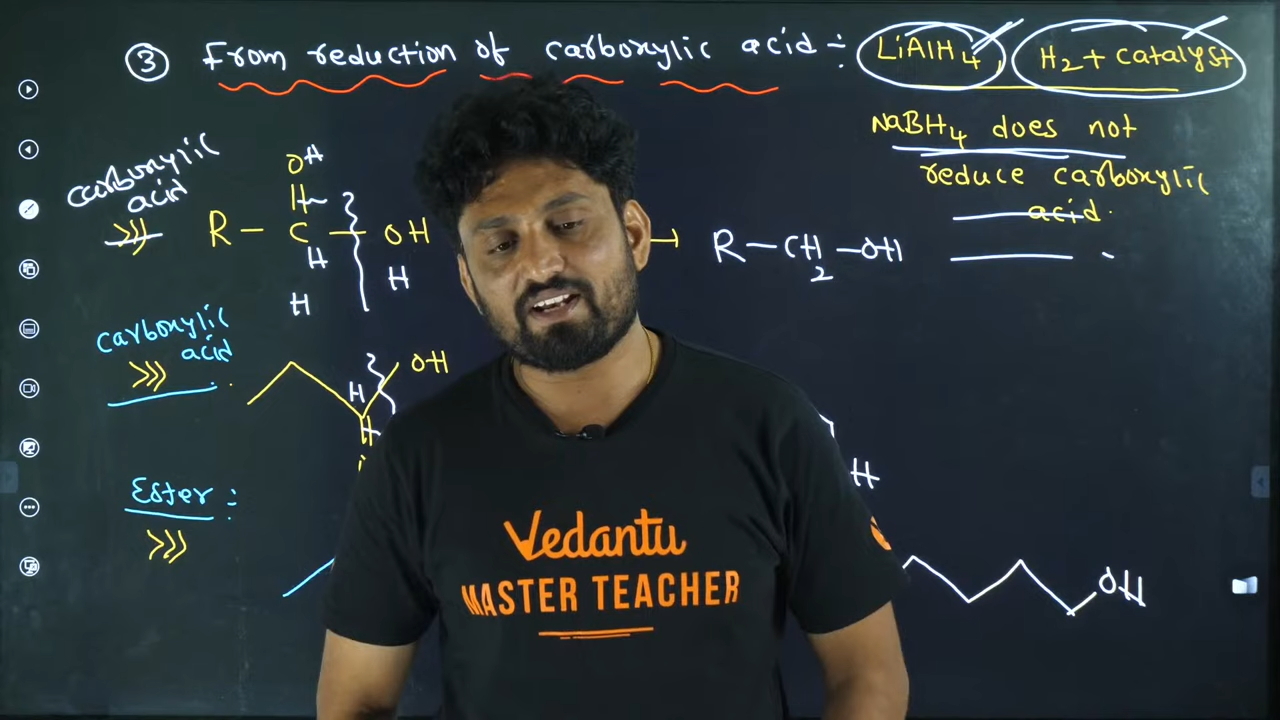 ③ From reduction of carboxylic acid ÷ LiAlH4, H2 + catalyst
NaBH4 does not
reduce carboxylic
acid.
carboxylic
acid
OH
H
R — C — OH → R — CH2 — OH
H
H
H
carboxylic
acid
OH
H
H
H
Ester :
OH
Vedantu
MASTER TEACHER